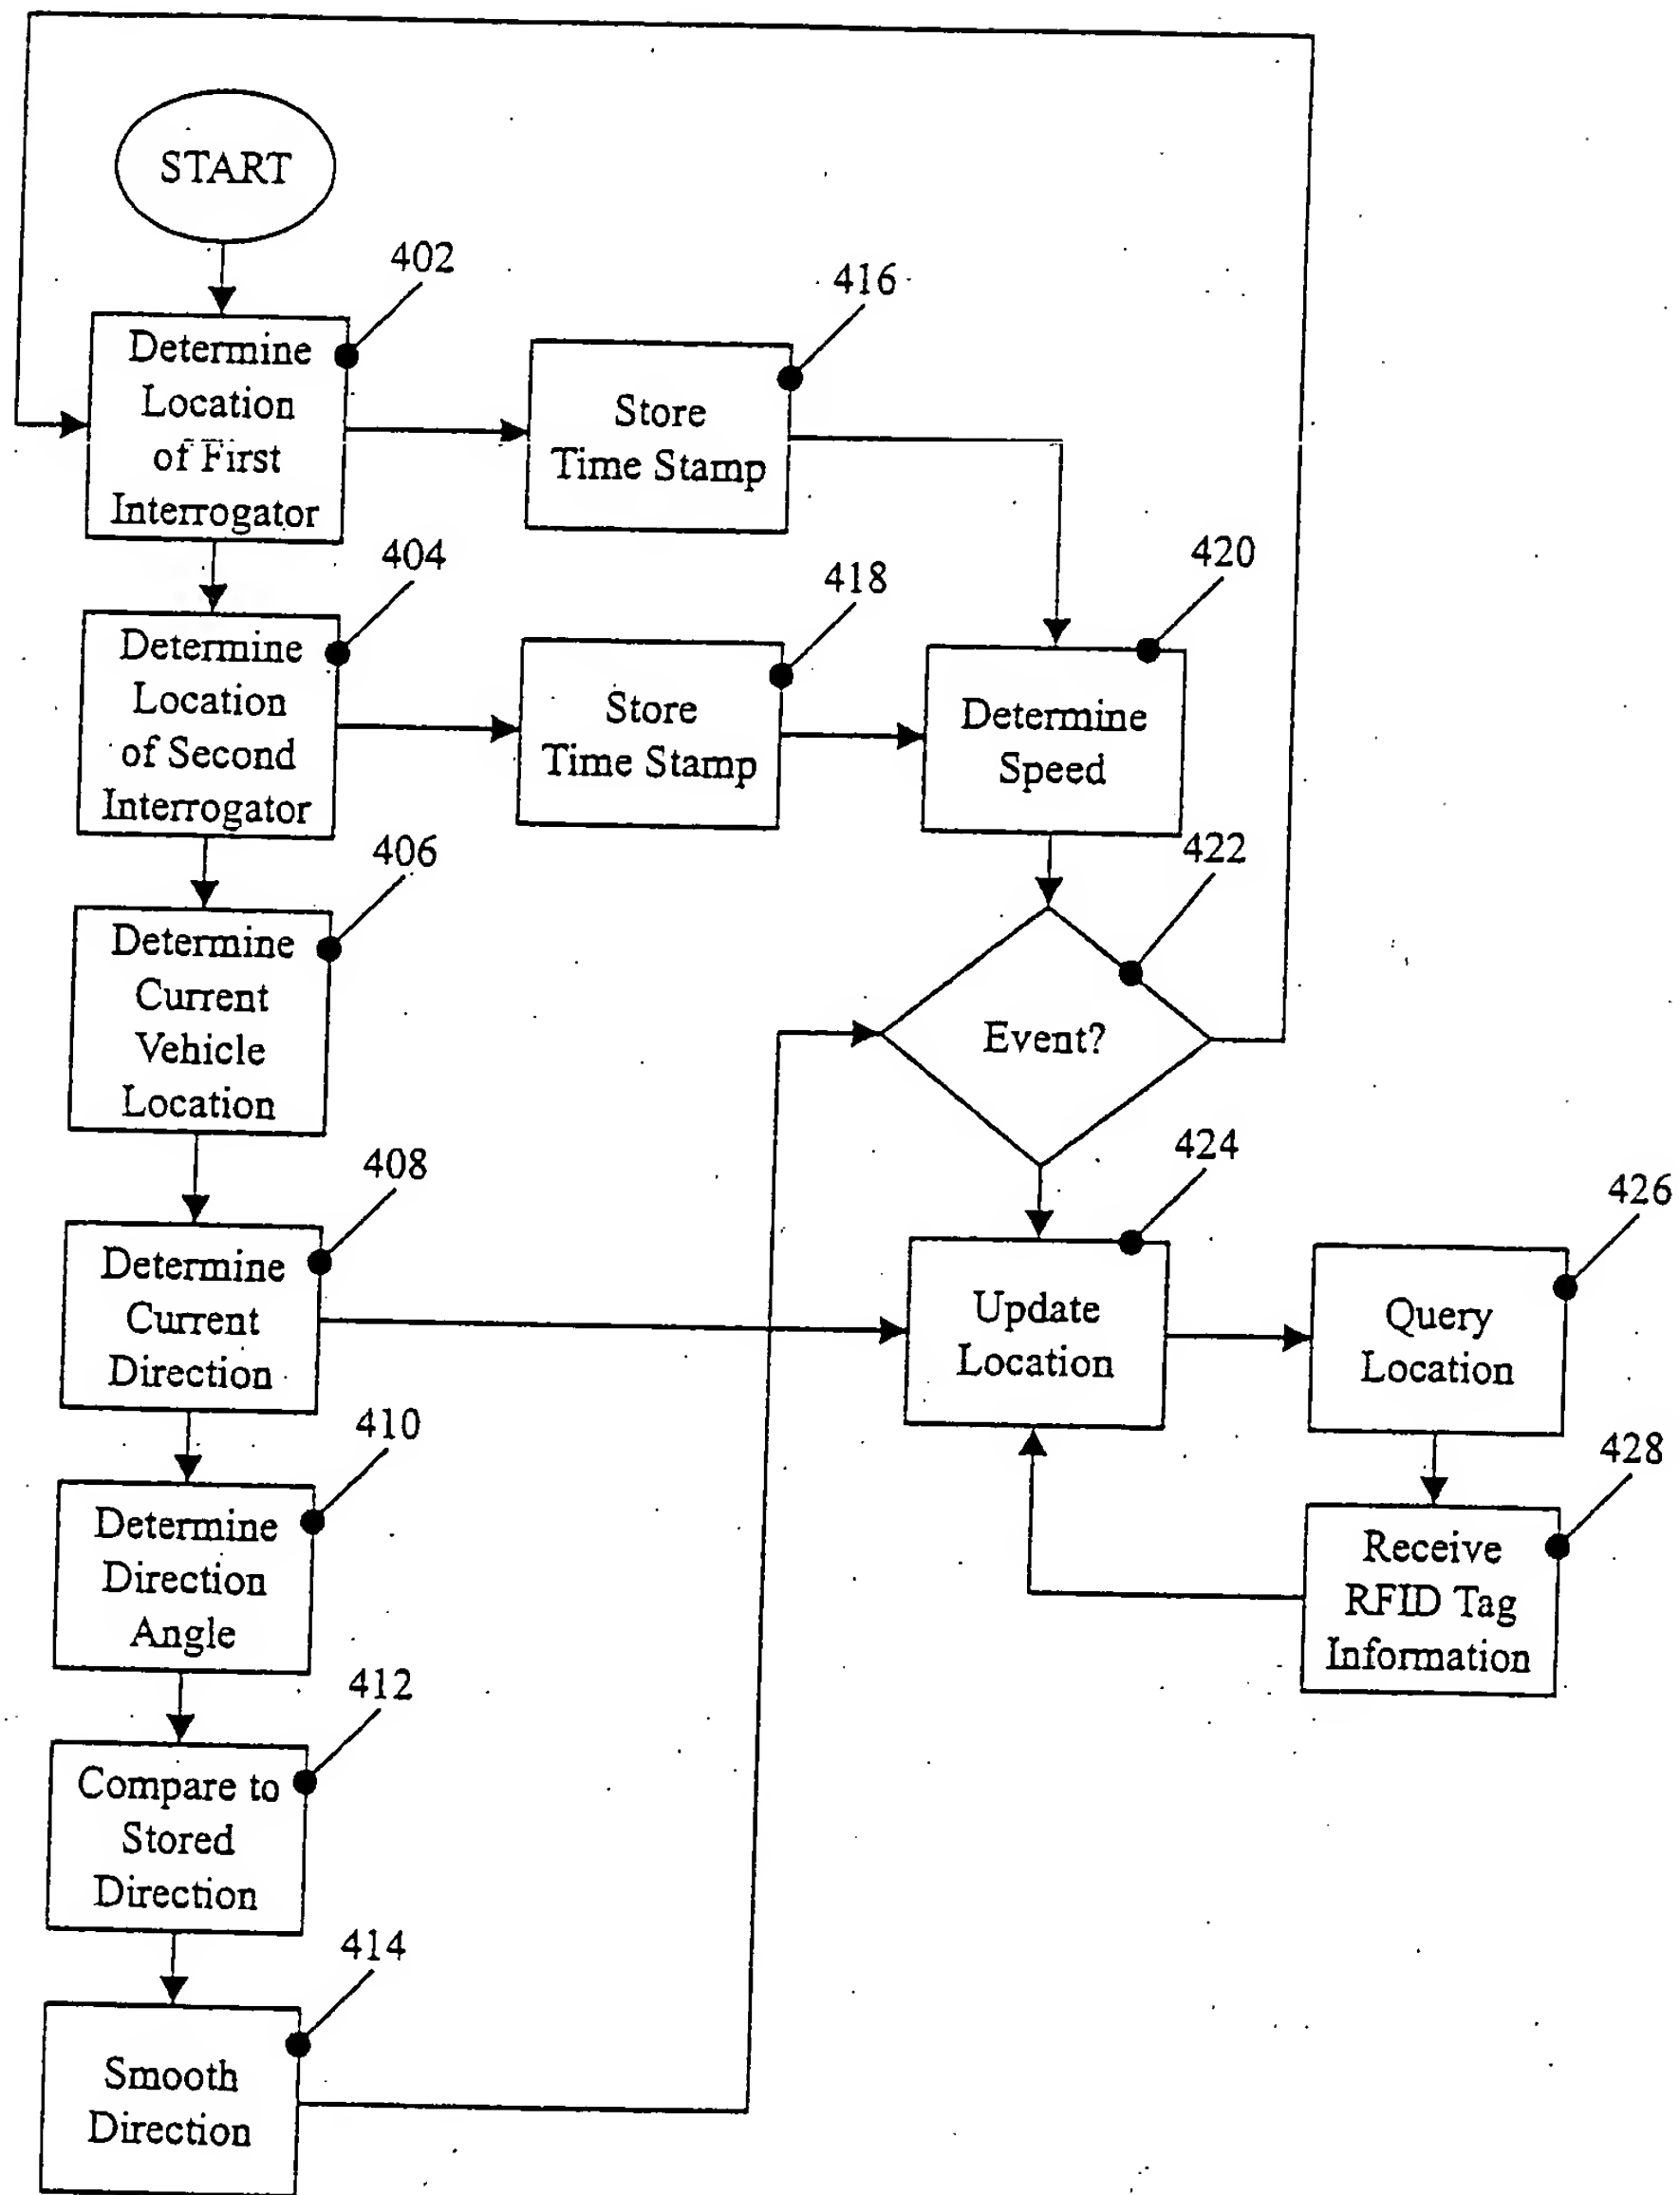 START
402
Determine
Location
of First
Interrogator
416
Store
Time Stamp
404
Determine
Location
of Second
Interrogator
418
Store
Time Stamp
420
Determine
Speed
406
Determine
Current
Vehicle
Location
422
Event?
408
Determine
Current
Direction
424
Update
Location
426
Query
Location
410
Determine
Direction
Angle
428
Receive
RFID Tag
Information
412
Compare to
Stored
Direction
414
Smooth
Direction